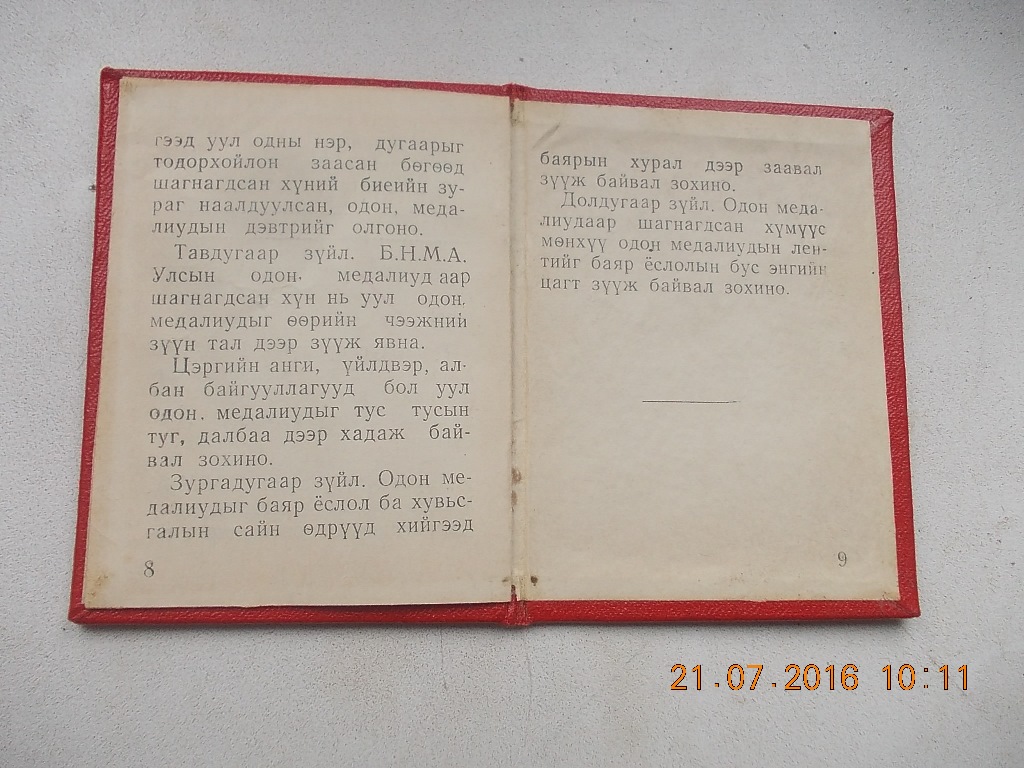 гээд уул одны нэр, дугаарыг
тодорхойлон заасан бөгөөд
шагнагдсан хүний биеийн зу-
раг наалдуулсан, одон, меда-
лиудын дэвтрийг олгоно.
Тавдугаар зүйл. Б.Н.М.А.
Улсын одон. медалиуд аар
шагнагдсан хүн нь уул одон.
медалиудыг өөрийн чээжний
зүүн тал дээр зүүж явна.
Цэргийн анги, үйлдвэр, ал-
бан байгууллагууд бол уул
одон. медалиудыг тус тусын
туг, далбаа дээр хадаж бай-
вал зохино.
Зургадугаар зүйл. Одон ме-
далиудыг баяр ёслол ба хувьс-
галын сайн өдрүүд хийгээд
8
баярын хурал дээр заавал
зүүж байвал зохино.
Долдугаар зүйл. Одон меда-
лиудаар шагнагдсан хүмүүс
мөнхүү одон медалиудын лен-
тийг баяр ёслолын бус энгийн
цагт зүүж байвал зохино.
9
21.07.2016 10:11